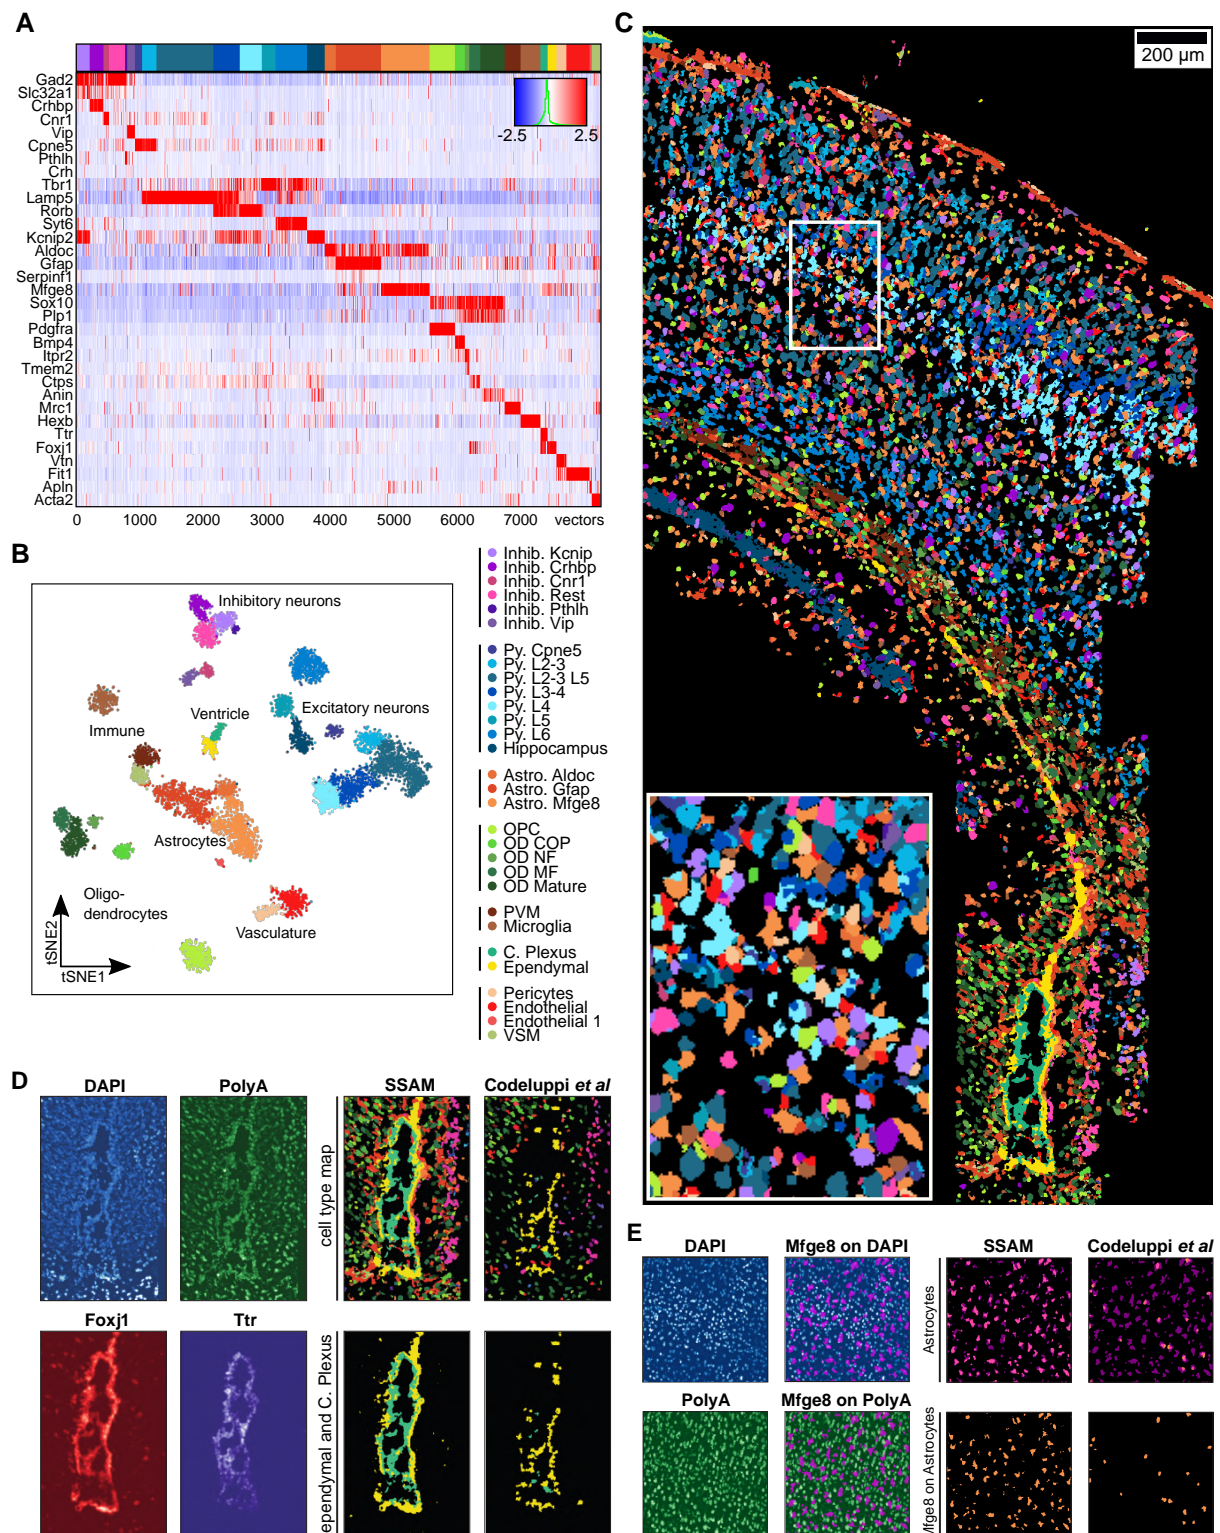 A
Gad2
Slc32a1
Crhbp
Cnr1
Vip
Cpne5
Pthlh
Crh
Tbr1
Lamp5
Rorb
Syt6
Kcnip2
Aldoc
Gfap
Serpinf1
Mfge8
Sox10
Plp1
Pdgfra
Bmp4
Itpr2
Tmem2
Ctps
Anin
Mrc1
Hexb
Ttr
Foxj1
Vtn
Flt1
Apln
Acta2
-2.5 2.5
0 1000 2000 3000 4000 5000 6000 7000 vectors
B
Inhibitory neurons
Immune
Ventricle
Excitatory neurons
Astrocytes
Oligo-
dendrocytes
Vasculature
tSNE2
tSNE1
Inhib. Kcnip
Inhib. Crhbp
Inhib. Cnr1
Inhib. Rest
Inhib. Pthlh
Inhib. Vip
Py. Cpne5
Py. L2-3
Py. L2-3 L5
Py. L3-4
Py. L4
Py. L5
Py. L6
Hippocampus
Astro. Aldoc
Astro. Gfap
Astro. Mfge8
OPC
OD COP
OD NF
OD MF
OD Mature
PVM
Microglia
C. Plexus
Ependymal
Pericytes
Endothelial
Endothelial 1
VSM
C
200 µm
D
DAPI PolyA SSAM Codeluppi et al
cell type map
Foxj1 Ttr
ependymal and C. Plexus
E
DAPI Mfge8 on DAPI SSAM Codeluppi et al
Astrocytes
PolyA Mfge8 on PolyA
Mfge8 on Astrocytes